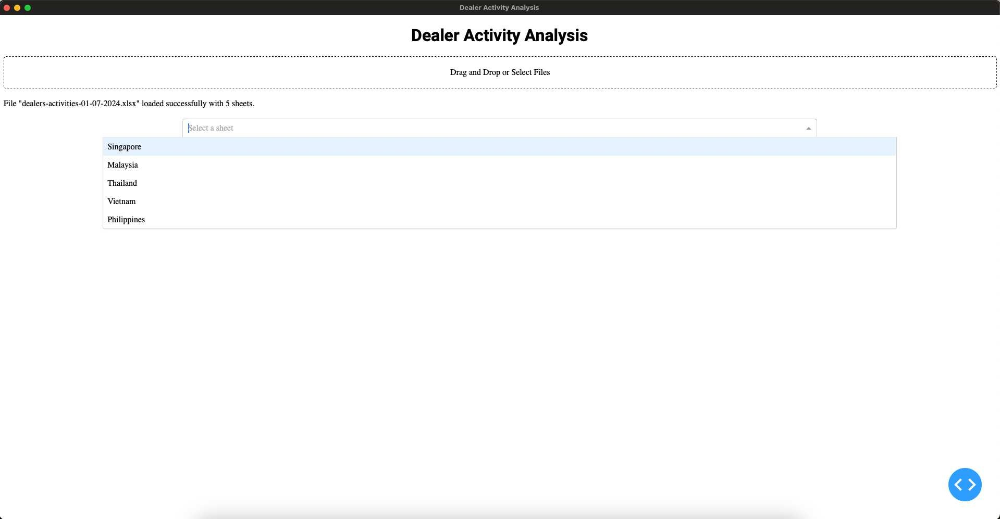 Dealer Activity Analysis
Dealer Activity Analysis
Drag and Drop or Select Files
File "dealers-activities-01-07-2024.xlsx" loaded successfully with 5 sheets.
Select a sheet
Singapore
Malaysia
Thailand
Vietnam
Philippines